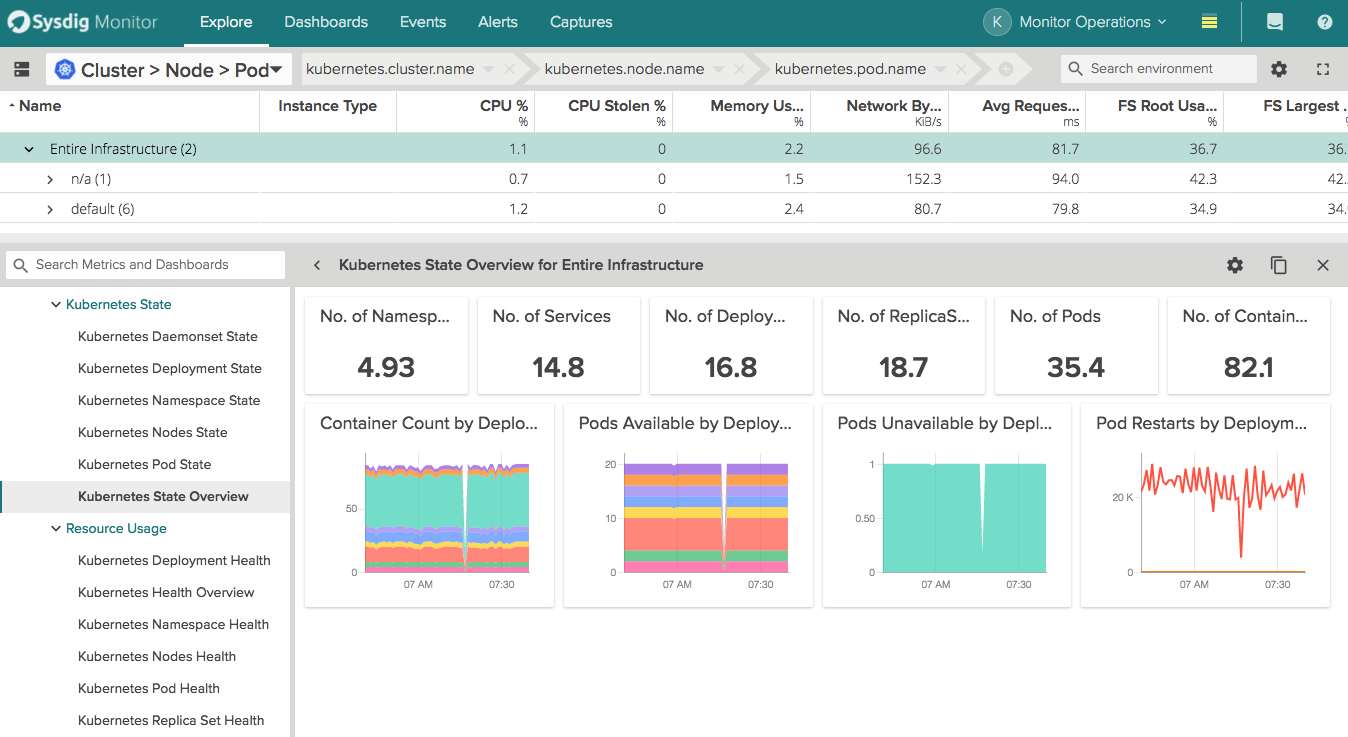 Sysdig Monitor Explore Dashboards Events Alerts Captures K Monitor Operations
Cluster > Node > Pod kubernetes.cluster.name kubernetes.node.name kubernetes.pod.name Search environment
Name Instance Type CPU % CPU Stolen % Memory Us... Network By... Avg Reques... FS Root Usa... FS Largest
% % % KiB/s ms %
Entire Infrastructure (2) 1.1 0 2.2 96.6 81.7 36.7 36.
n/a (1) 0.7 0 1.5 152.3 94.0 42.3 42.
default (6) 1.2 0 2.4 80.7 79.8 34.9 34.
Search Metrics and Dashboards
Kubernetes State Overview for Entire Infrastructure
Kubernetes State
Kubernetes Daemonset State
Kubernetes Deployment State
Kubernetes Namespace State
Kubernetes Nodes State
Kubernetes Pod State
Kubernetes State Overview
Resource Usage
Kubernetes Deployment Health
Kubernetes Health Overview
Kubernetes Namespace Health
Kubernetes Nodes Health
Kubernetes Pod Health
Kubernetes Replica Set Health
No. of Namesp... No. of Services No. of Deploy... No. of ReplicaS... No. of Pods No. of Contain...
4.93 14.8 16.8 18.7 35.4 82.1
Container Count by Deplo...
50
0
07 AM 07:30
Pods Available by Deploy...
20
10
0
07 AM 07:30
Pods Unavailable by Depl...
1
0.50
0
07 AM 07:30
Pod Restarts by Deploym...
20 K
0
07 AM 07:30